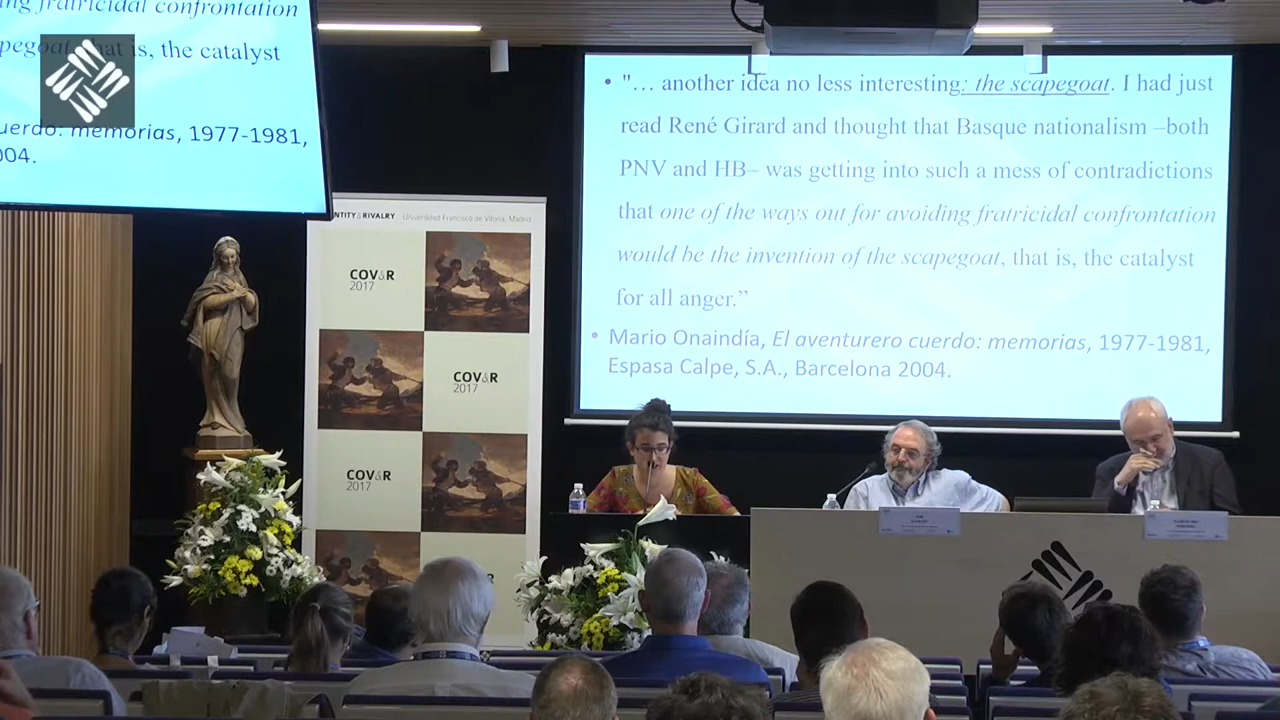 ng fratricidal confrontation
that is, the catalyst
cuerdo: memorias, 1977-1981,
004.
• "… another idea no less interesting: the scapegoat. I had just
read René Girard and thought that Basque nationalism –both
PNV and HB– was getting into such a mess of contradictions
that one of the ways out for avoiding fratricidal confrontation
would be the invention of the scapegoat, that is, the catalyst
for all anger.”
• Mario Onaindía, El aventurero cuerdo: memorias, 1977-1981,
Espasa Calpe, S.A., Barcelona 2004.
NTITY&RIVALRY Universidad Francisco de Vitoria, Madrid
COV&R
2017
COV&R
2017
COV&R
2017